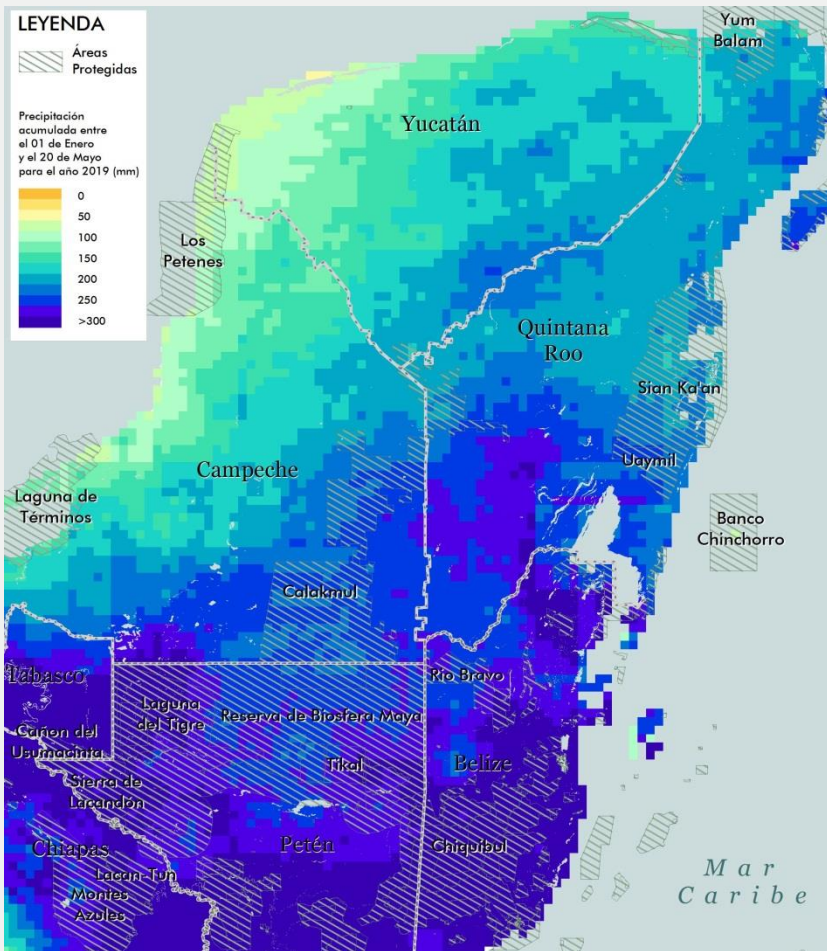 LEYENDA
Áreas
Protegidas
Precipitación
acumulada entre
el 01 de Enero
y el 20 de Mayo
para el año 2019 (mm)
0
50
100
200
250
>300
Yum
Balam
Yucatán
Los
Petenes
Quintana
Roo
Sian Ka'an
Campeche
Uaymil
Laguna de
Términos
Banco
Chinchorro
Calakmul
Tabasco
Rio Bravo
Laguna
del Tigre
Reserva de Biosfera Maya
Cañon del
Usumacinta
Tikal
Belize
Sierra de
Lacandón
Chiapas
Petén
Chiquibul
Lacan-Tun
Montes
Azules
Mar
Caribe